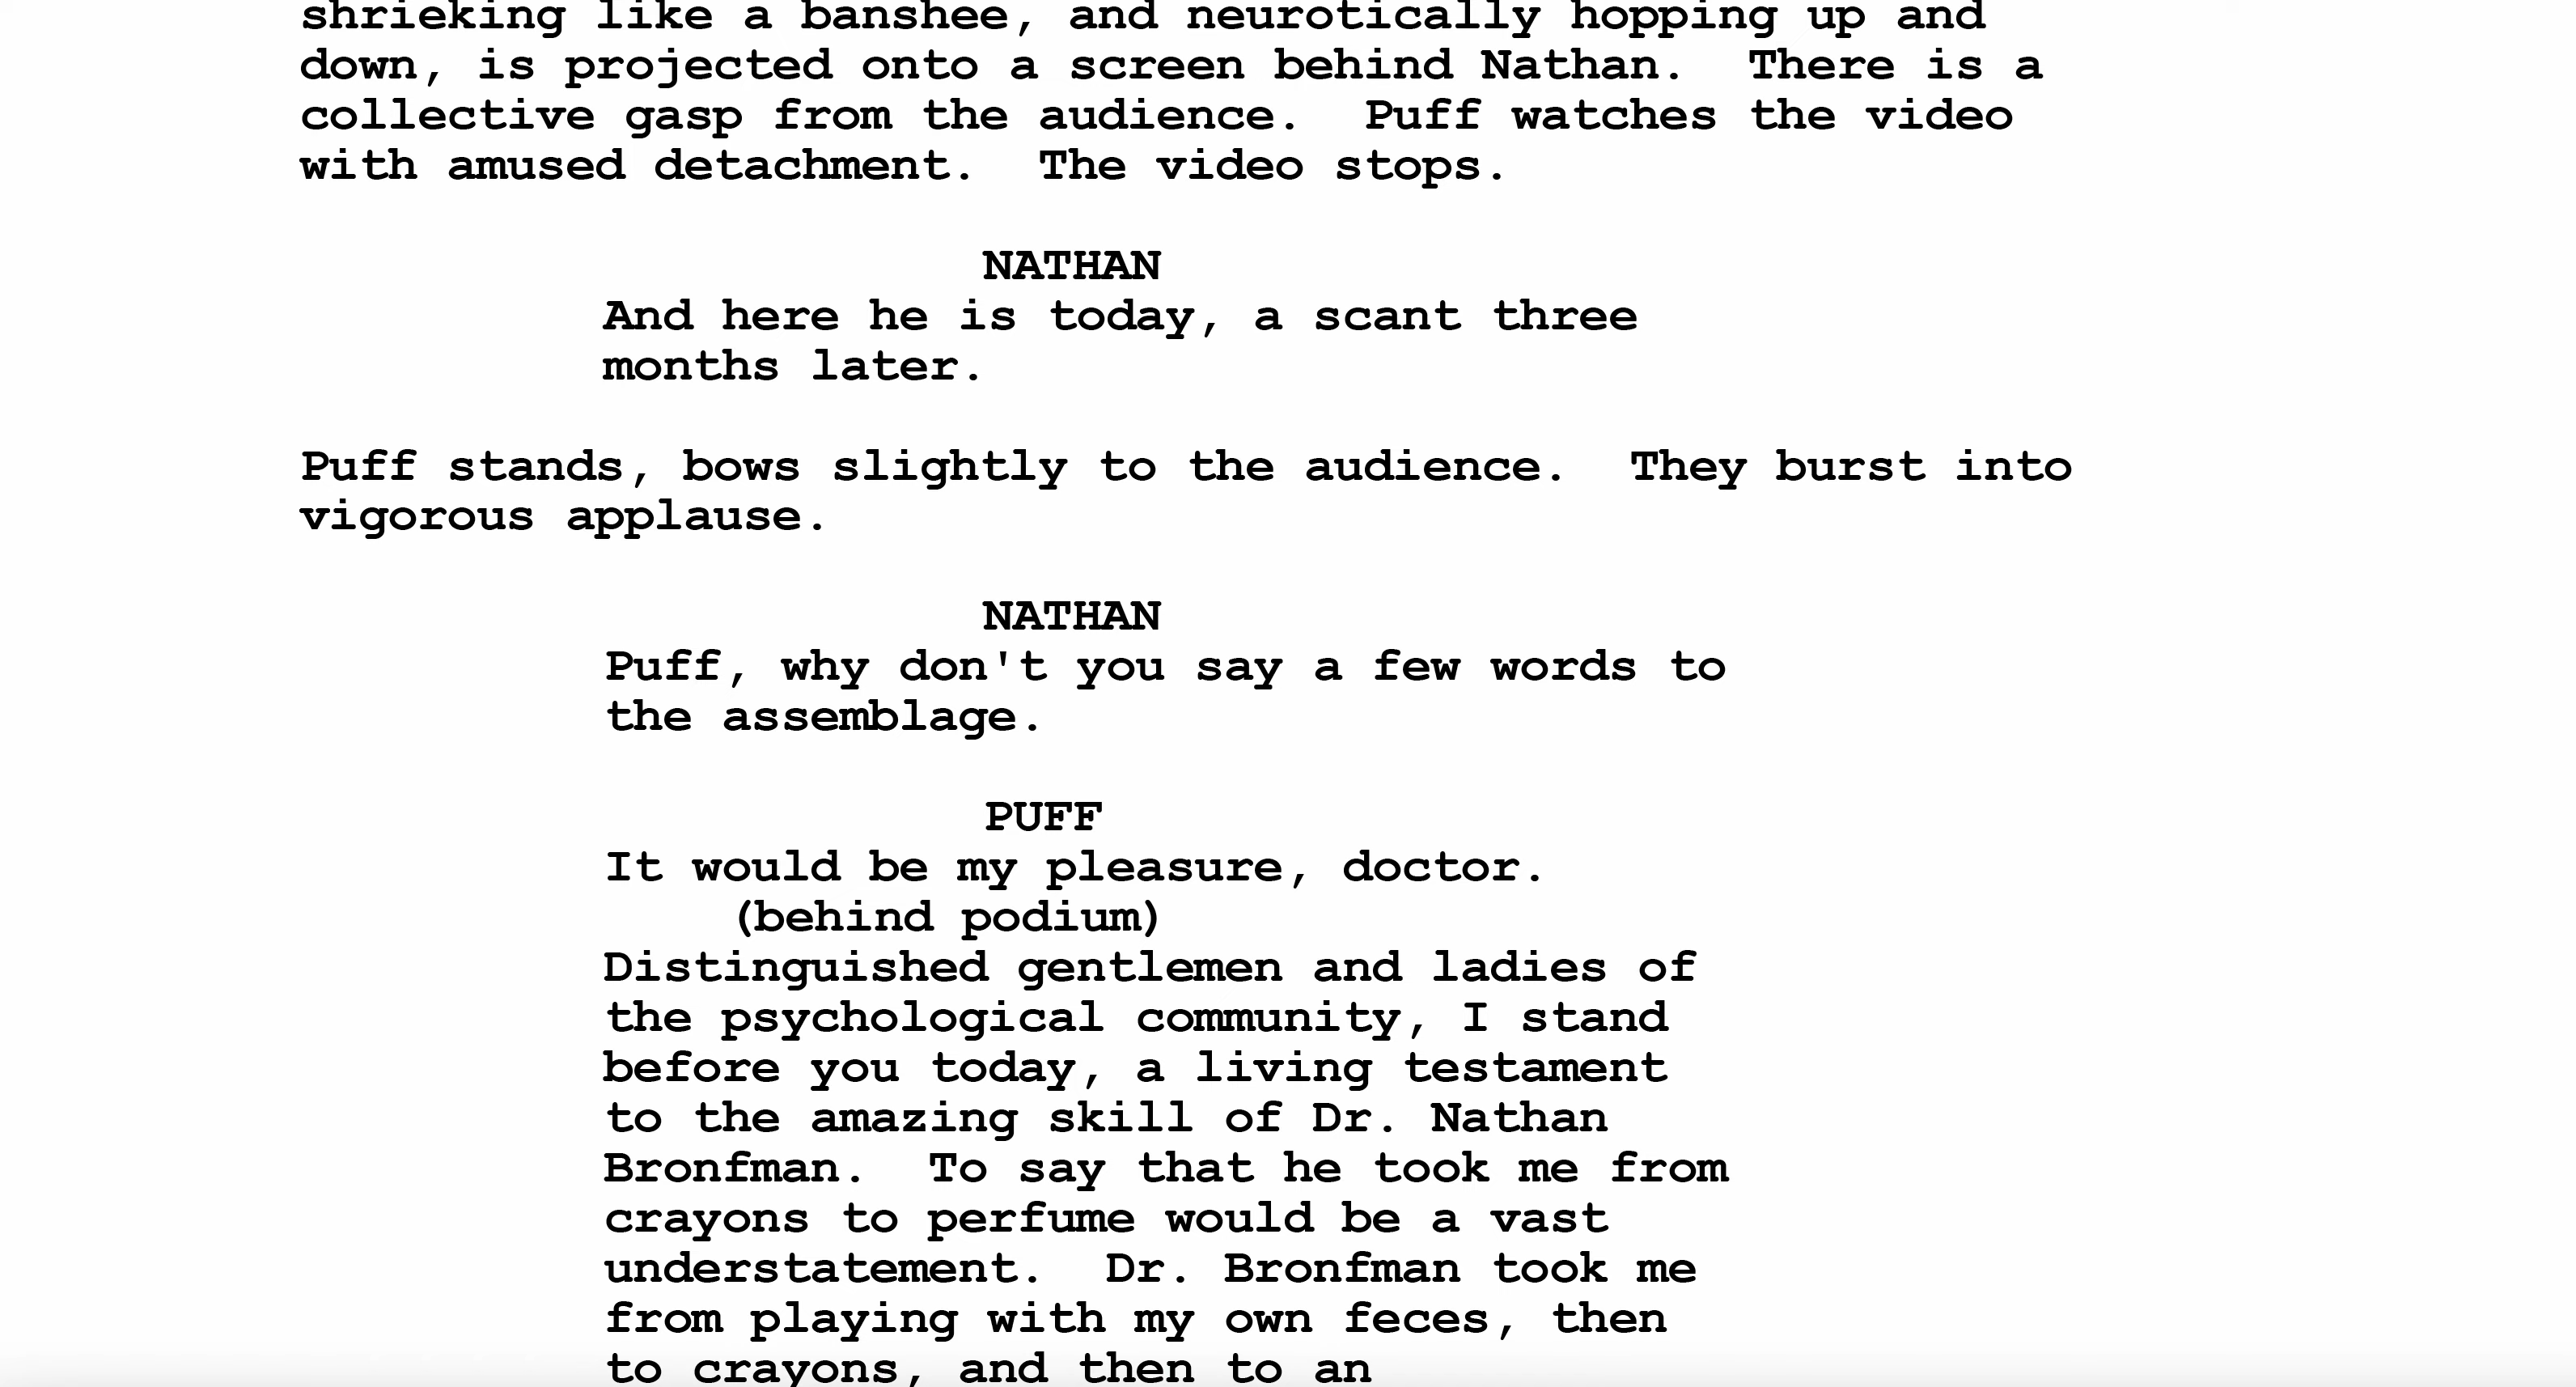 shrieking like a banshee, and neurotically hopping up and
down, is projected onto a screen behind Nathan.  There is a
collective gasp from the audience.  Puff watches the video
with amused detachment.  The video stops.
NATHAN
And here he is today, a scant three
months later.
Puff stands, bows slightly to the audience.  They burst into
vigorous applause.
NATHAN
Puff, why don't you say a few words to
the assemblage.
PUFF
It would be my pleasure, doctor.
(behind podium)
Distinguished gentlemen and ladies of
the psychological community, I stand
before you today, a living testament
to the amazing skill of Dr. Nathan
Bronfman.  To say that he took me from
crayons to perfume would be a vast
understatement.  Dr. Bronfman took me
from playing with my own feces, then
to crayons, and then to an